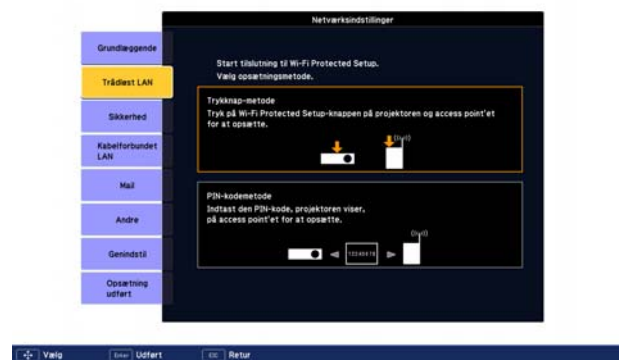 Netværksindstillinger
Grundlæggende
Trådløst LAN
Sikkerhed
Kabelforbundet
LAN
Mail
Andre
Genindstil
Opsætning
udført
Start tilslutning til Wi-Fi Protected Setup.
Vælg opsætningsmetode.
Trykknap-metode
Tryk på Wi-Fi Protected Setup-knappen på projektoren og access point'et
for at opsætte.
PIN-kodemetode
Indtast den PIN-kode, projektoren viser,
på access point'et for at opsætte.
12345678
Vælg
Enter Udført
ESC Retur